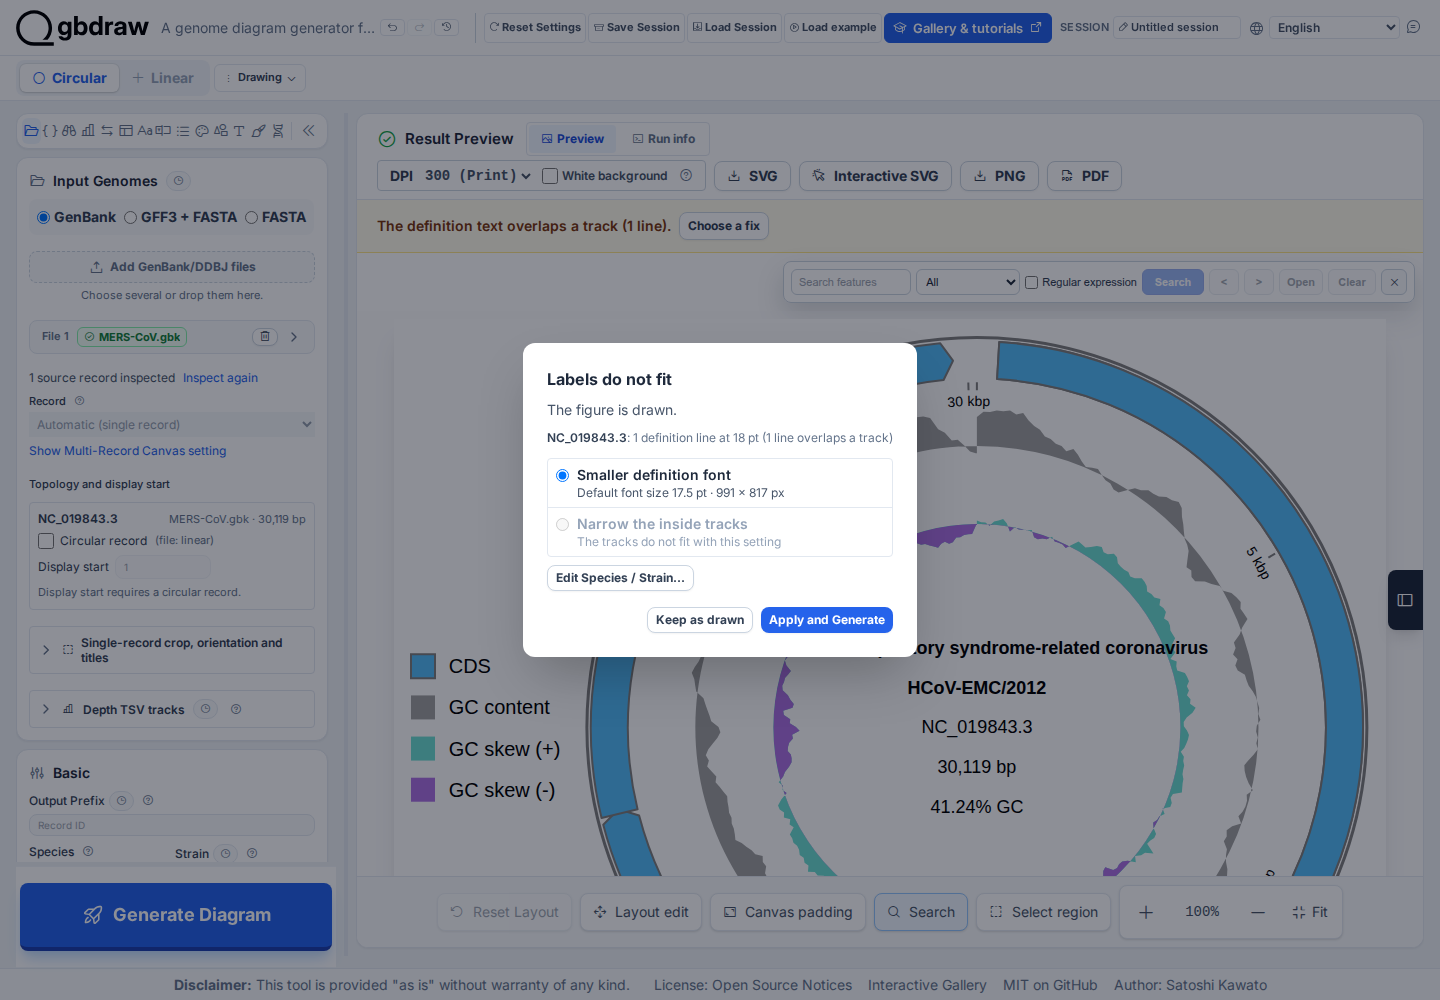 gbdraw
A genome diagram generator f...
Reset Settings
Save Session
Load Session
Load example
Gallery & tutorials
SESSION
Untitled session
English
Circular
Linear
Drawing
Input Genomes
GenBank
GFF3 + FASTA
FASTA
Add GenBank/DDBJ files
Choose several or drop them here.
File 1
MERS-CoV.gbk
1 source record inspected
Inspect again
Record
Automatic (single record)
Show Multi-Record Canvas setting
Topology and display start
NC_019843.3
MERS-CoV.gbk · 30,119 bp
Circular record
(file: linear)
Display start
1
Display start requires a circular record.
Single-record crop, orientation and
titles
Depth TSV tracks
Basic
Output Prefix
Record ID
Species
Strain
Generate Diagram
Result Preview
Preview
Run info
DPI
300 (Print)
White background
SVG
Interactive SVG
PNG
PDF
The definition text overlaps a track (1 line).
Choose a fix
Search features
All
Regular expression
Search
<
>
Open
Clear
×
30 kbp
5 kbp
Labels do not fit
The figure is drawn.
NC_019843.3: 1 definition line at 18 pt (1 line overlaps a track)
Smaller definition font
Default font size 17.5 pt · 991 × 817 px
Narrow the inside tracks
The tracks do not fit with this setting
Edit Species / Strain...
Keep as drawn
Apply and Generate
ory syndrome-related coronavirus
HCoV-EMC/2012
NC_019843.3
30,119 bp
41.24% GC
CDS
GC content
GC skew (+)
GC skew (-)
Reset Layout
Layout edit
Canvas padding
Search
Select region
100%
Fit
Disclaimer: This tool is provided "as is" without warranty of any kind.
License: Open Source Notices
Interactive Gallery
MIT on GitHub
Author: Satoshi Kawato